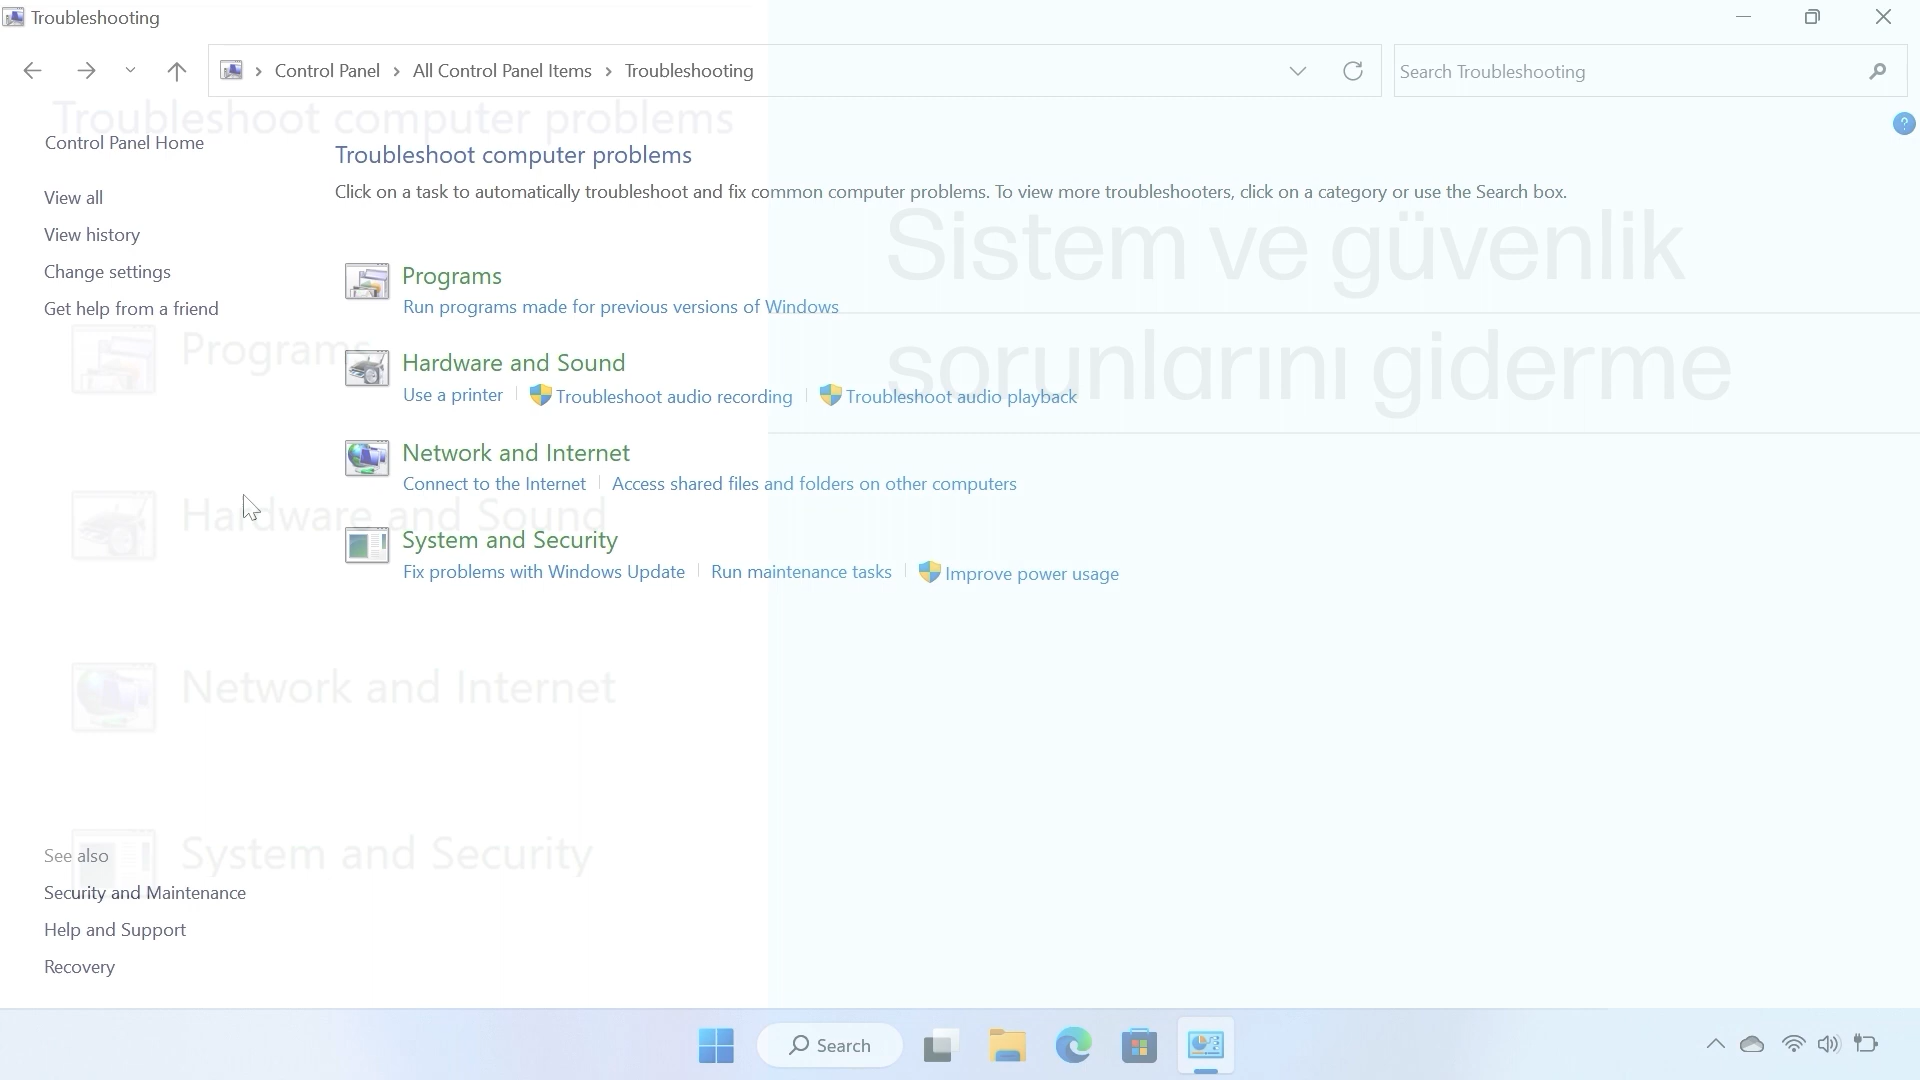 Troubleshooting
Control Panel All Control Panel Items Troubleshooting
Search Troubleshooting
Troubleshoot computer problems
Control Panel Home
Troubleshoot computer problems
Click on a task to automatically troubleshoot and fix common computer problems. To view more troubleshooters, click on a category or use the Search box.
View all
View history
Change settings
Get help from a friend
Sistem ve güvenlik
sorunlarını giderme
Programs
Run programs made for previous versions of Windows
Programs
Hardware and Sound
Use a printer Troubleshoot audio recording Troubleshoot audio playback
Network and Internet
Connect to the Internet Access shared files and folders on other computers
Hardware and Sound
System and Security
Fix problems with Windows Update Run maintenance tasks Improve power usage
Network and Internet
System and Security
See also
Security and Maintenance
Help and Support
Recovery
Search